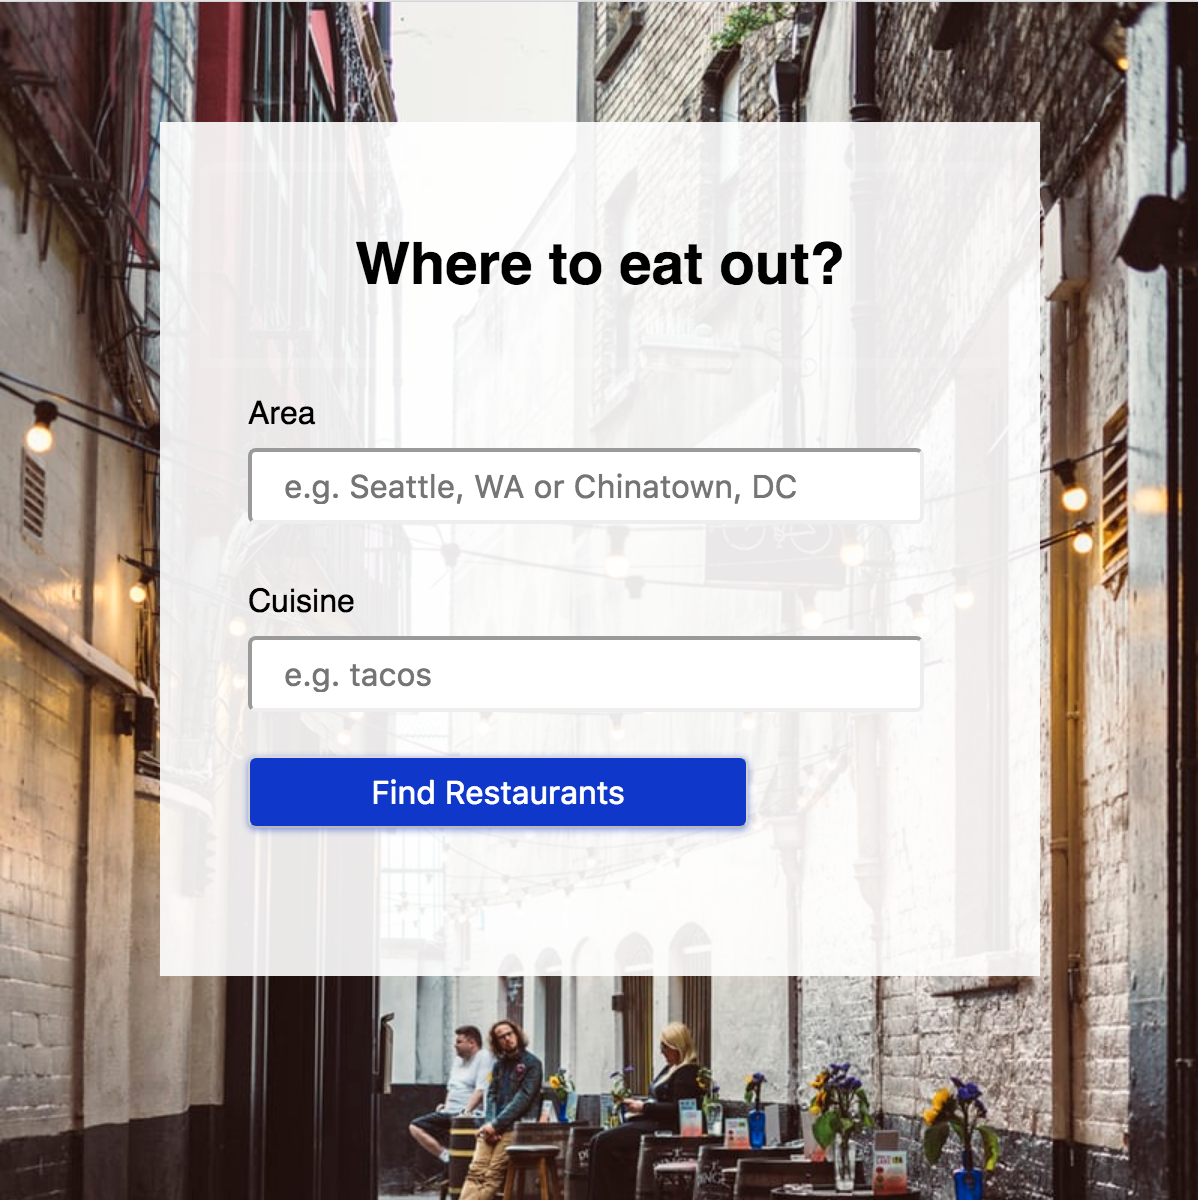 Where to eat out?
Area
e.g. Seattle, WA or Chinatown, DC
Cuisine
e.g. tacos
Find Restaurants